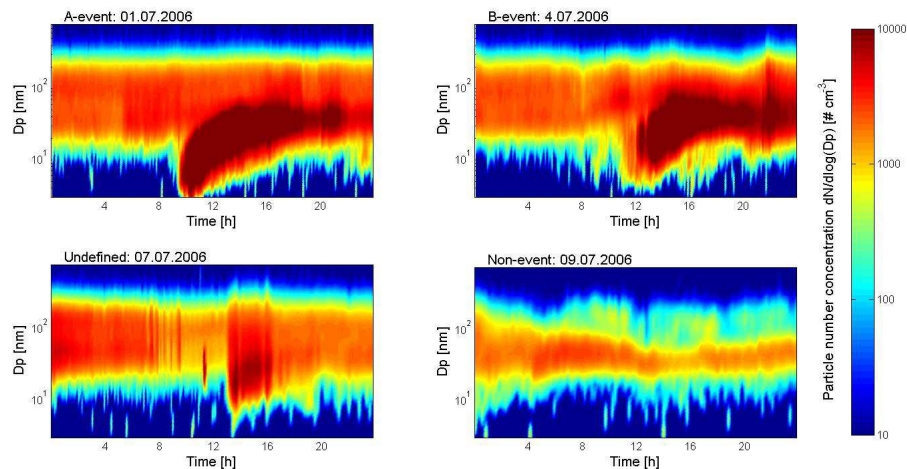 A-event: 01.07.2006
B-event: 4.07.2006
Dp [nm]
10²
10¹
4 8 12 16 20
Time [h]
Dp [nm]
10²
10¹
4 8 12 16 20
Time [h]
Undefined: 07.07.2006
Non-event: 09.07.2006
Dp [nm]
10²
10¹
4 8 12 16 20
Time [h]
Dp [nm]
10²
10¹
4 8 12 16 20
Time [h]
Particle number concentration dN/dlog(Dp) [# cm⁻³]
10000
1000
100
10